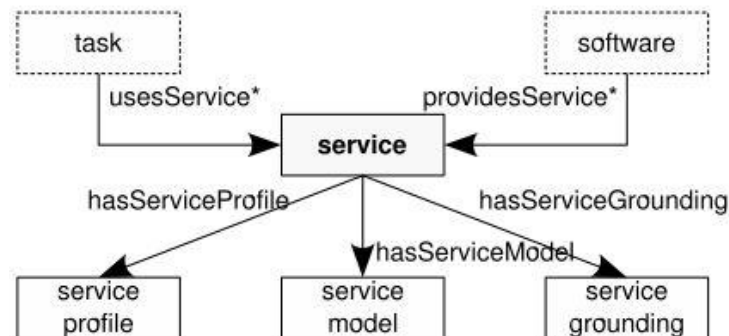 task
software
usesService*
providesService*
service
hasServiceProfile
hasServiceGrounding
hasServiceModel
service
profile
service
model
service
grounding